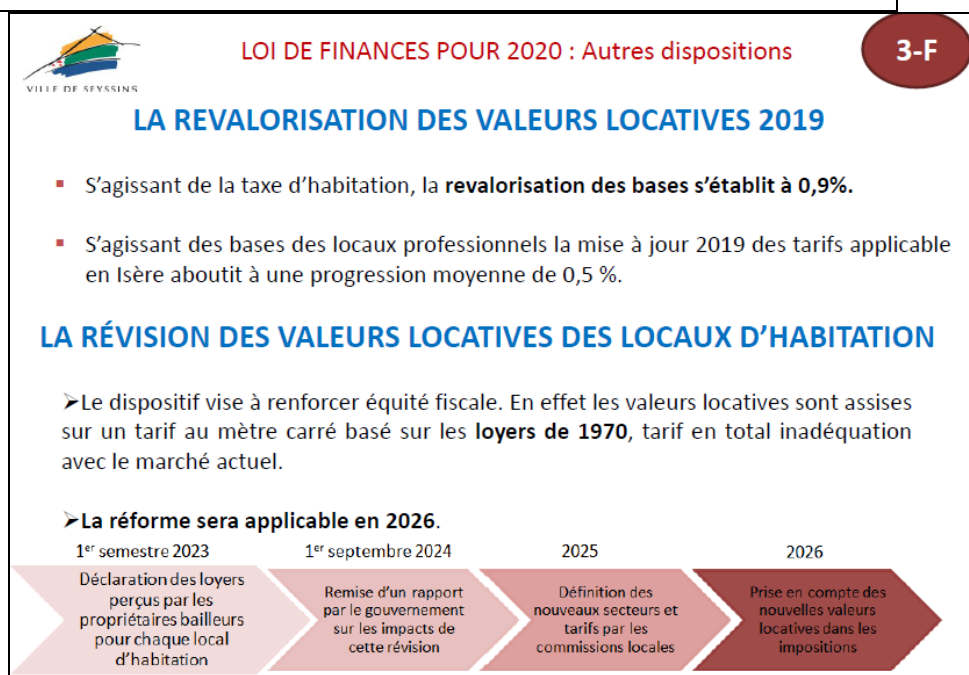 LOI DE FINANCES POUR 2020 : Autres dispositions
3-F
VILLE DE SEYSSINS
LA REVALORISATION DES VALEURS LOCATIVES 2019
▪ S'agissant de la taxe d'habitation, la revalorisation des bases s'établit à 0,9%.
▪ S'agissant des bases des locaux professionnels la mise à jour 2019 des tarifs applicable
en Isère aboutit à une progression moyenne de 0,5 %.
LA RÉVISION DES VALEURS LOCATIVES DES LOCAUX D'HABITATION
➢Le dispositif vise à renforcer équité fiscale. En effet les valeurs locatives sont assises
sur un tarif au mètre carré basé sur les loyers de 1970, tarif en total inadéquation
avec le marché actuel.
➢La réforme sera applicable en 2026.
1er semestre 2023
Déclaration des loyers
perçus par les
propriétaires bailleurs
pour chaque local
d'habitation
1er septembre 2024
Remise d'un rapport
par le gouvernement
sur les impacts de
cette révision
2025
Définition des
nouveaux secteurs et
tarifs par les
commissions locales
2026
Prise en compte des
nouvelles valeurs
locatives dans les
impositions